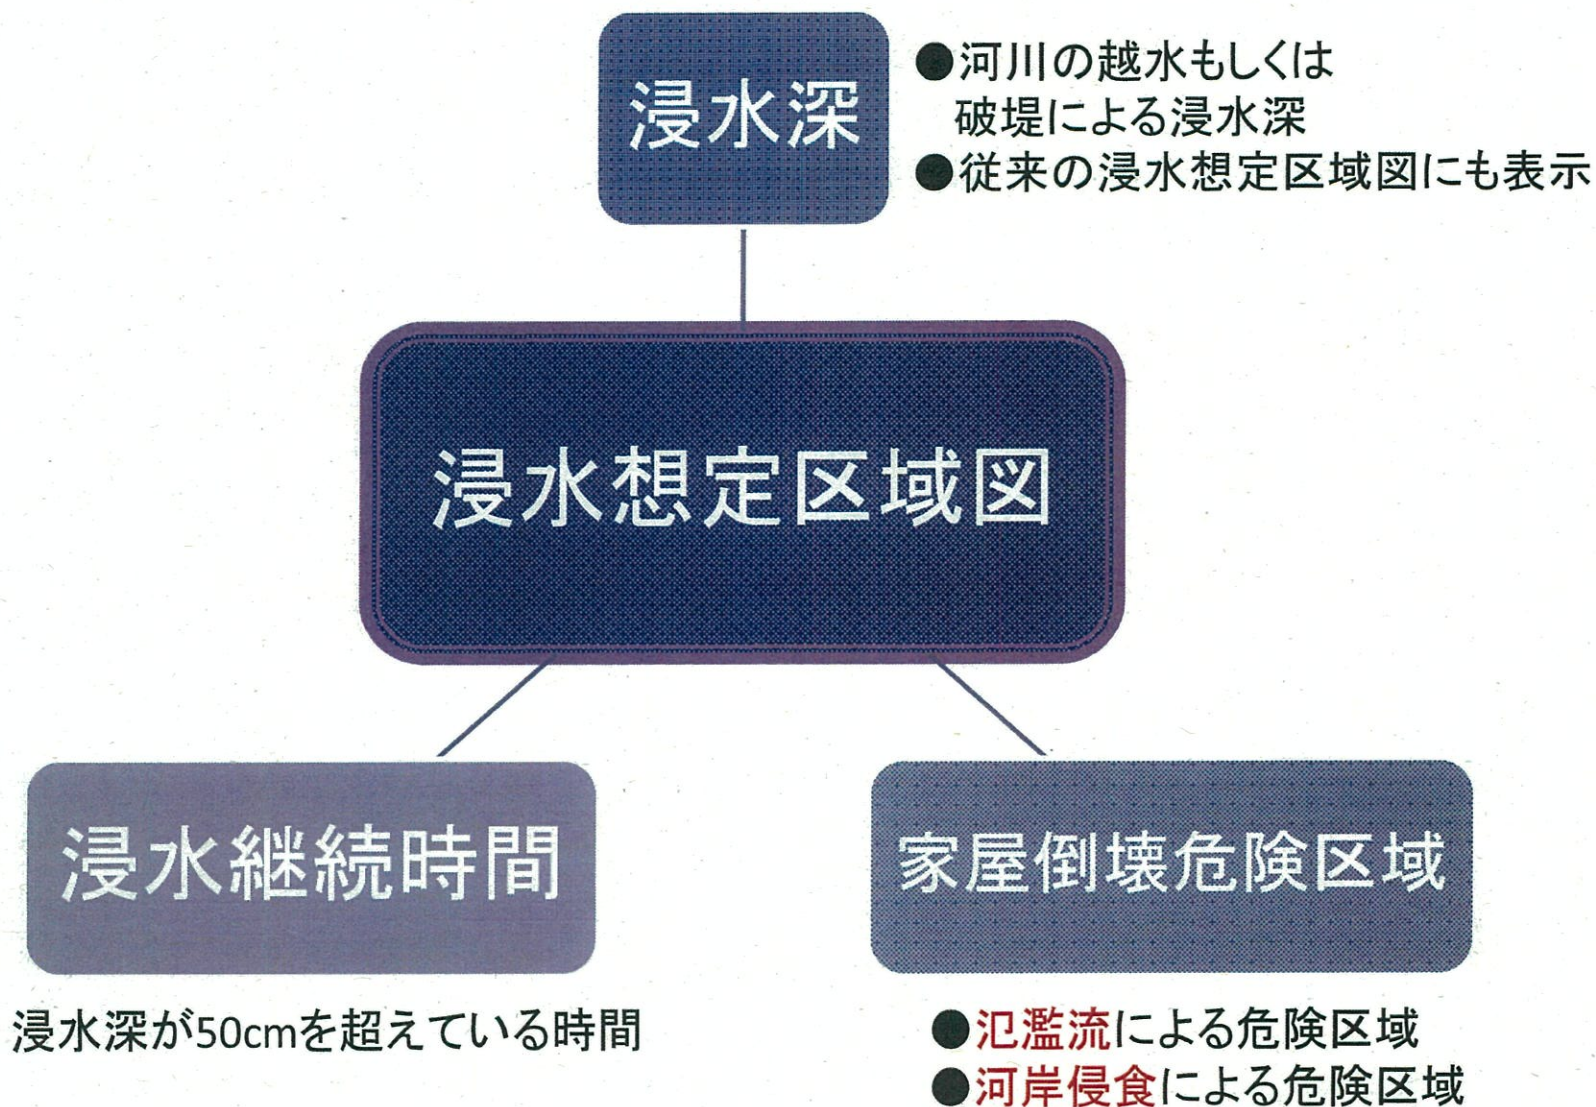 浸水深
●河川の越水もしくは
破堤による浸水深
●従来の浸水想定区域図にも表示
浸水想定区域図
浸水継続時間
浸水深が50cmを超えている時間
家屋倒壊危険区域
●氾濫流による危険区域
●河岸侵食による危険区域